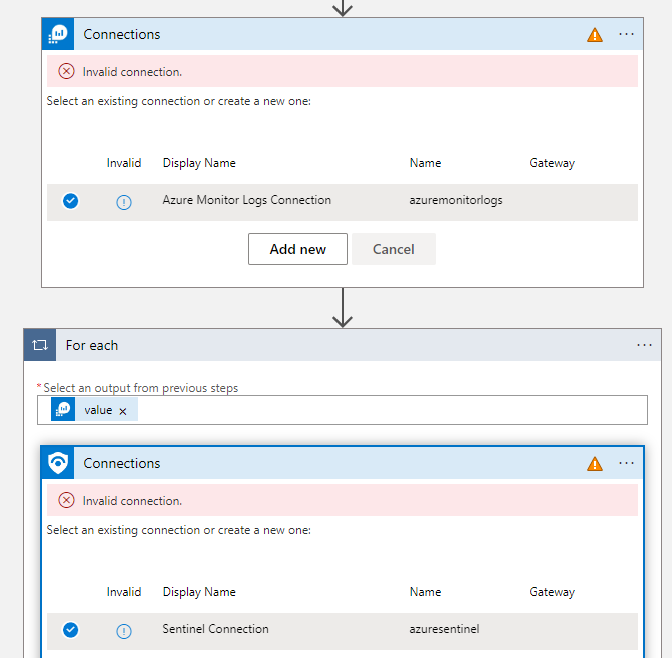 Connections
Invalid connection.
Select an existing connection or create a new one:
Invalid Display Name Name Gateway
Azure Monitor Logs Connection azuremonitorlogs
Add new Cancel
For each
*Select an output from previous steps
value
Connections
Invalid connection.
Select an existing connection or create a new one:
Invalid Display Name Name Gateway
Sentinel Connection azuresentinel